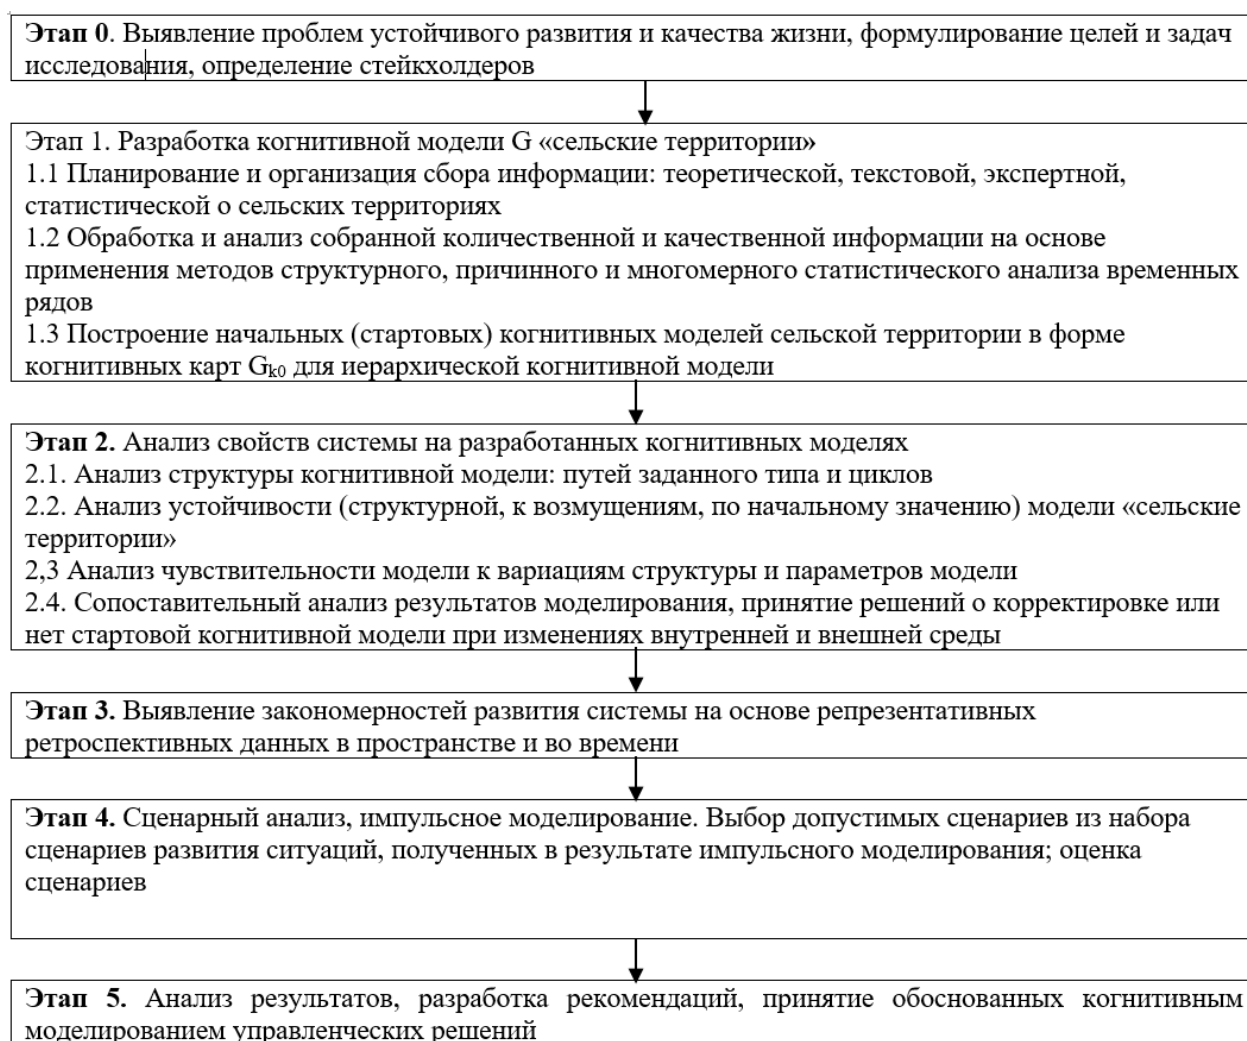 Этап 0. Выявление проблем устойчивого развития и качества жизни, формулирование целей и задач
исследования, определение стейкхолдеров
Этап 1. Разработка когнитивной модели G «сельские территории»
1.1 Планирование и организация сбора информации: теоретической, текстовой, экспертной,
статистической о сельских территориях
1.2 Обработка и анализ собранной количественной и качественной информации на основе
применения методов структурного, причинного и многомерного статистического анализа временных
рядов
1.3 Построение начальных (стартовых) когнитивных моделей сельской территории в форме
когнитивных карт Gk0 для иерархической когнитивной модели
Этап 2. Анализ свойств системы на разработанных когнитивных моделях
2.1. Анализ структуры когнитивной модели: путей заданного типа и циклов
2.2. Анализ устойчивости (структурной, к возмущениям, по начальному значению) модели «сельские
территории»
2,3 Анализ чувствительности модели к вариациям структуры и параметров модели
2.4. Сопоставительный анализ результатов моделирования, принятие решений о корректировке или
нет стартовой когнитивной модели при изменениях внутренней и внешней среды
Этап 3. Выявление закономерностей развития системы на основе репрезентативных
ретроспективных данных в пространстве и во времени
Этап 4. Сценарный анализ, импульсное моделирование. Выбор допустимых сценариев из набора
сценариев развития ситуаций, полученных в результате импульсного моделирования; оценка
сценариев
Этап 5. Анализ результатов, разработка рекомендаций, принятие обоснованных когнитивным
моделированием управленческих решений